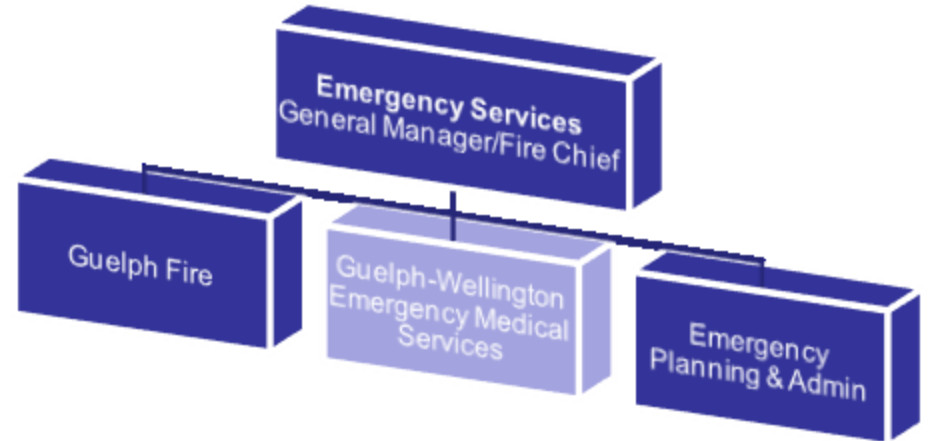 Emergency Services
General Manager/Fire Chief
Guelph Fire
Guelph-Wellington
Emergency Medical
Services
Emergency
Planning & Admin